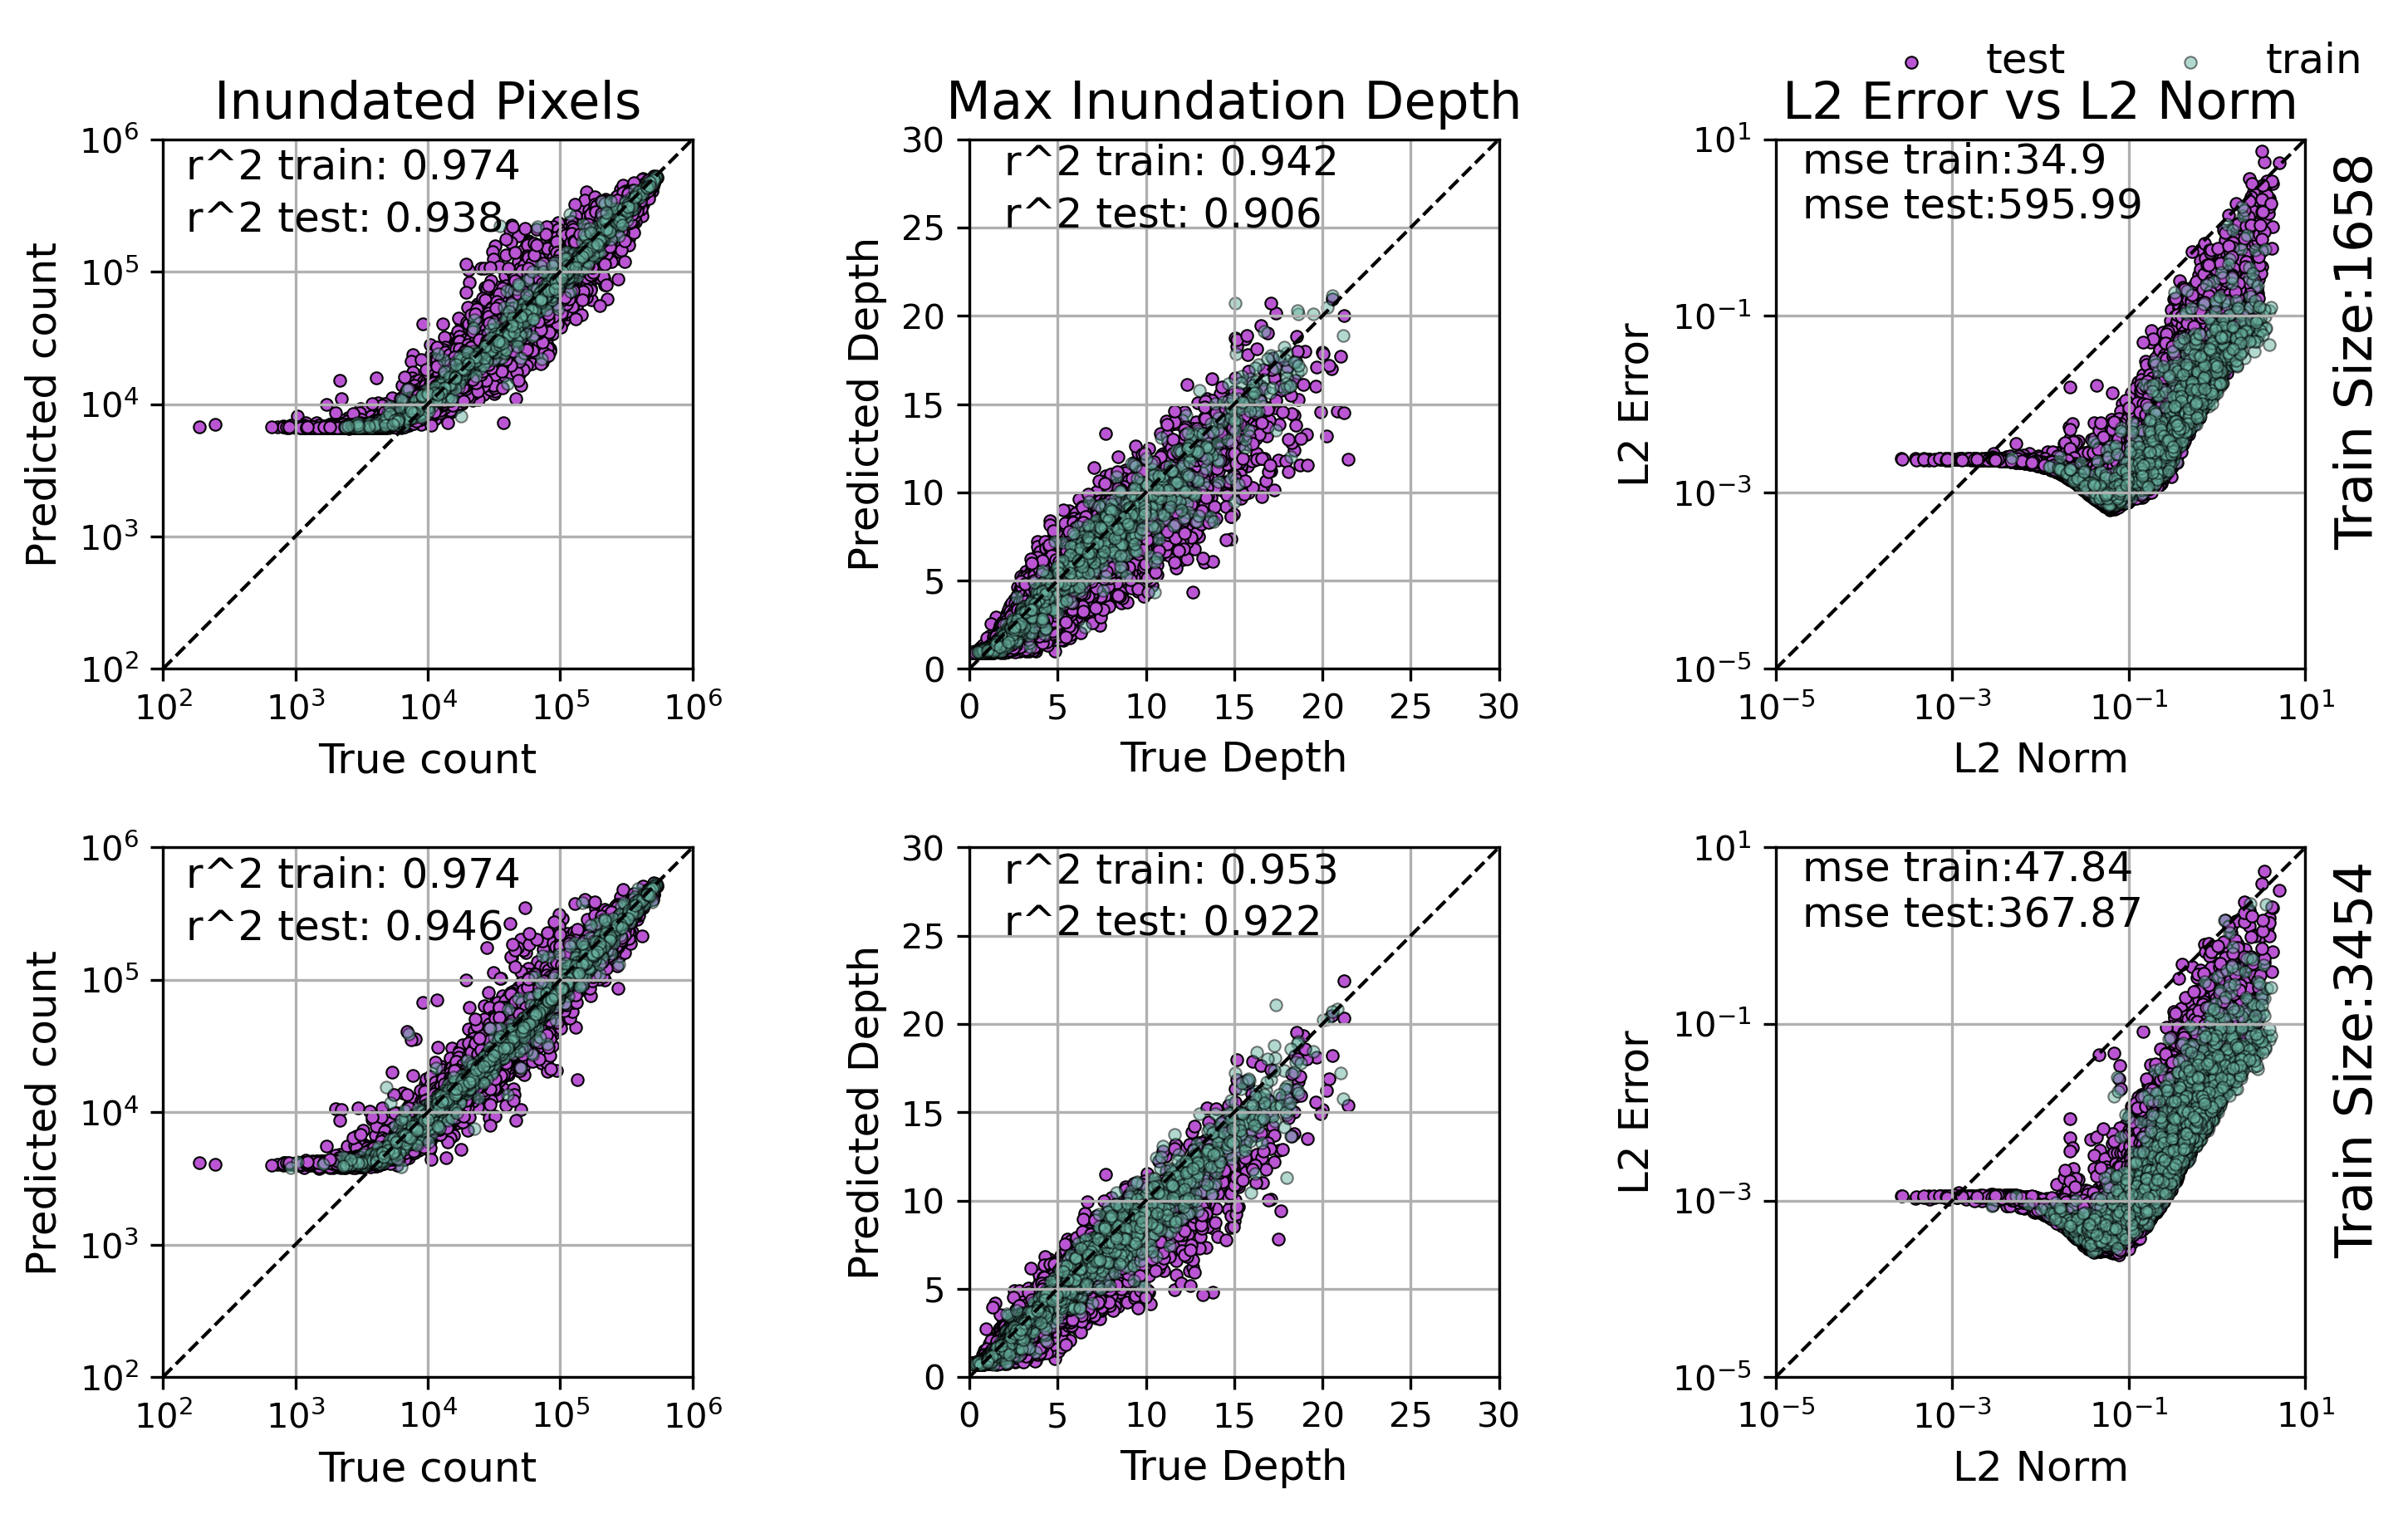 test train
Inundated Pixels
Max Inundation Depth
L2 Error vs L2 Norm
10^6
10^5
10^4
10^3
10^2
Predicted count
r^2 train: 0.974
r^2 test: 0.938
10^2 10^3 10^4 10^5 10^6
True count
30
25
20
15
10
5
0
Predicted Depth
r^2 train: 0.942
r^2 test: 0.906
0 5 10 15 20 25 30
True Depth
10^1
10^-1
10^-3
10^-5
L2 Error
mse train:34.9
mse test:595.99
10^-5 10^-3 10^-1 10^1
L2 Norm
Train Size:1658
10^6
10^5
10^4
10^3
10^2
Predicted count
r^2 train: 0.974
r^2 test: 0.946
10^2 10^3 10^4 10^5 10^6
True count
30
25
20
15
10
5
0
Predicted Depth
r^2 train: 0.953
r^2 test: 0.922
0 5 10 15 20 25 30
True Depth
10^1
10^-1
10^-3
10^-5
L2 Error
mse train:47.84
mse test:367.87
10^-5 10^-3 10^-1 10^1
L2 Norm
Train Size:3454